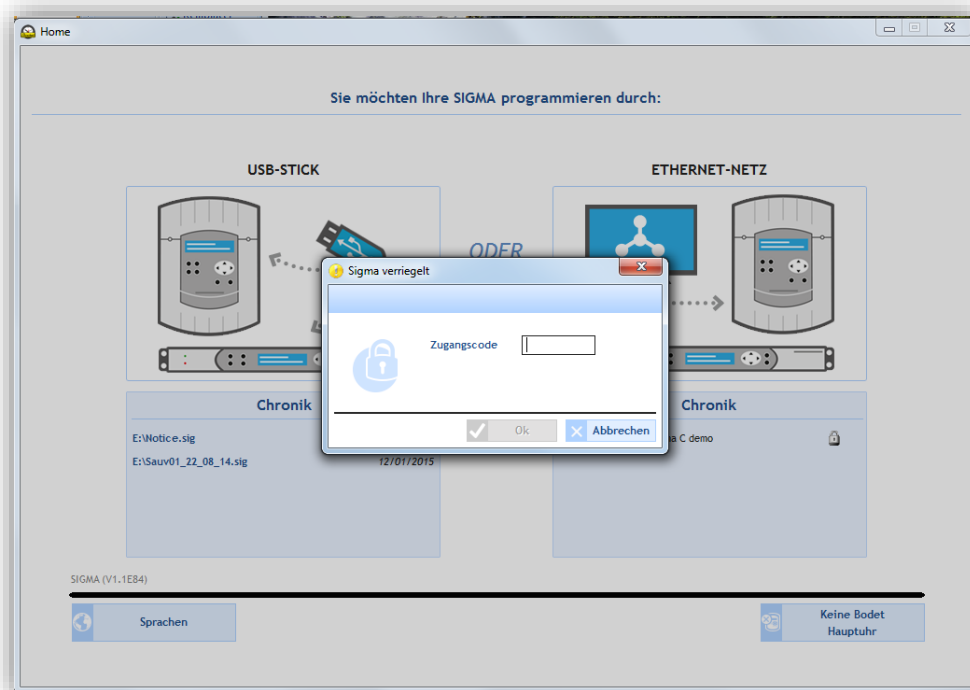 Home
Sie möchten Ihre SIGMA programmieren durch:
USB-STICK
ETHERNET-NETZ
ODER
Sigma verriegelt
Zugangscode
Ok
Abbrechen
Chronik
E:\Notice.sig
E:\Sauv01_22_08_14.sig 12/01/2015
Chronik
C demo
SIGMA (V1.1E84)
Sprachen
Keine Bodet
Hauptuhr